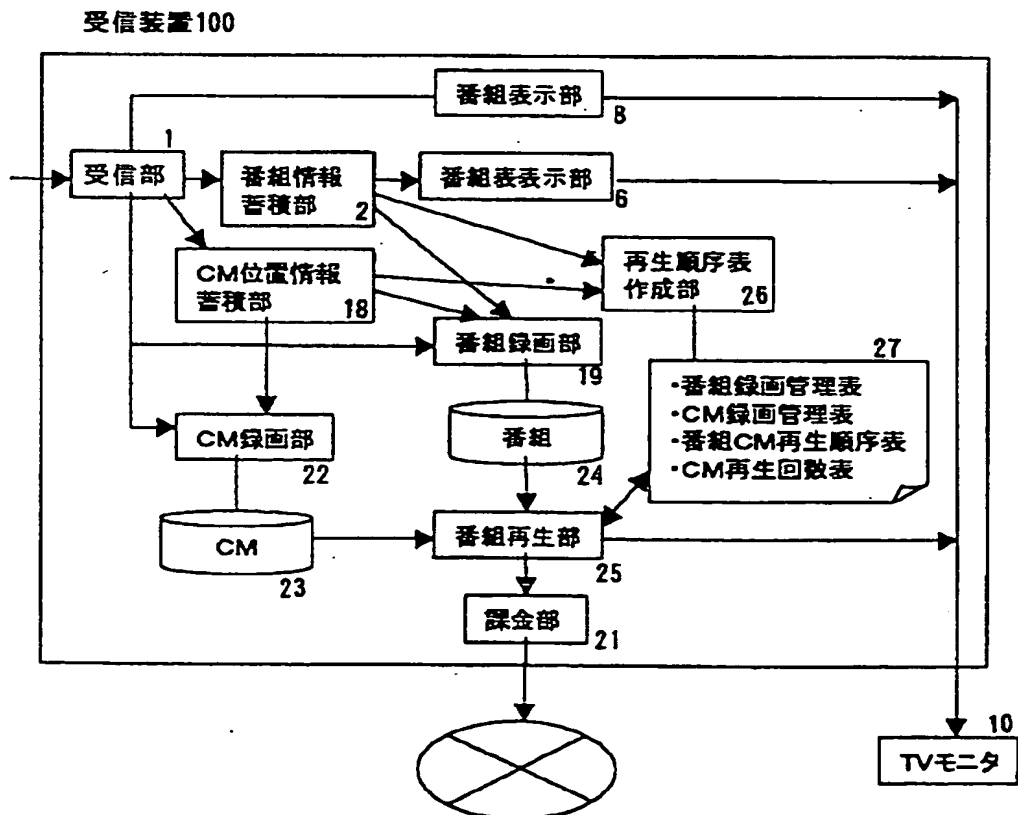 受信装置100
番組表示部
8
1
受信部
番組情報
蓄積部
2
番組表表示部
6
CM位置情報
蓄積部
18
再生順序表
作成部
26
番組録画部
19
27
・番組録画管理表
・CM録画管理表
・番組CM再生順序表
・CM再生回数表
CM録画部
22
番組
24
CM
23
番組再生部
25
課金部
21
10
TVモニタ